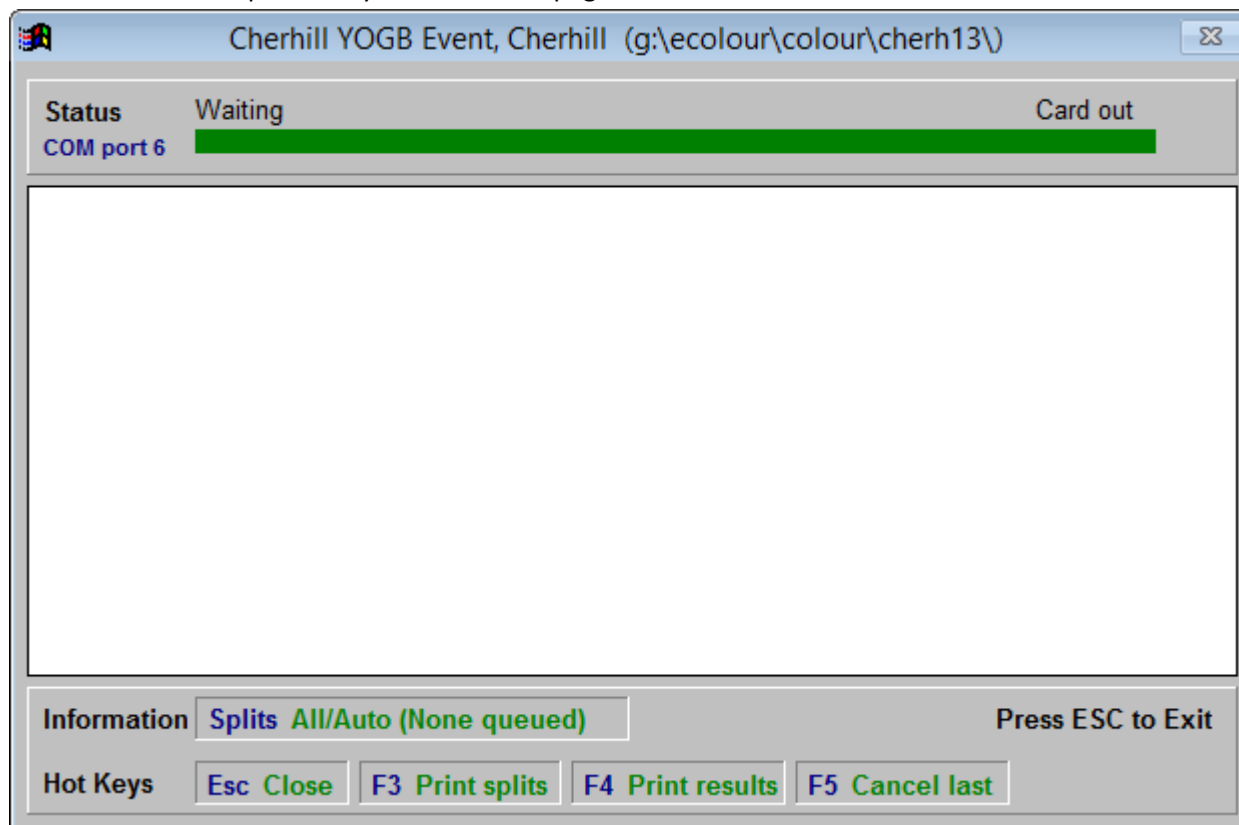 Cherhill YOGB Event, Cherhill (g:\ecolour\colour\cherh13\)
Status Waiting Card out
COM port 6
Information Splits All/Auto (None queued) Press ESC to Exit
Hot Keys Esc Close F3 Print splits F4 Print results F5 Cancel last